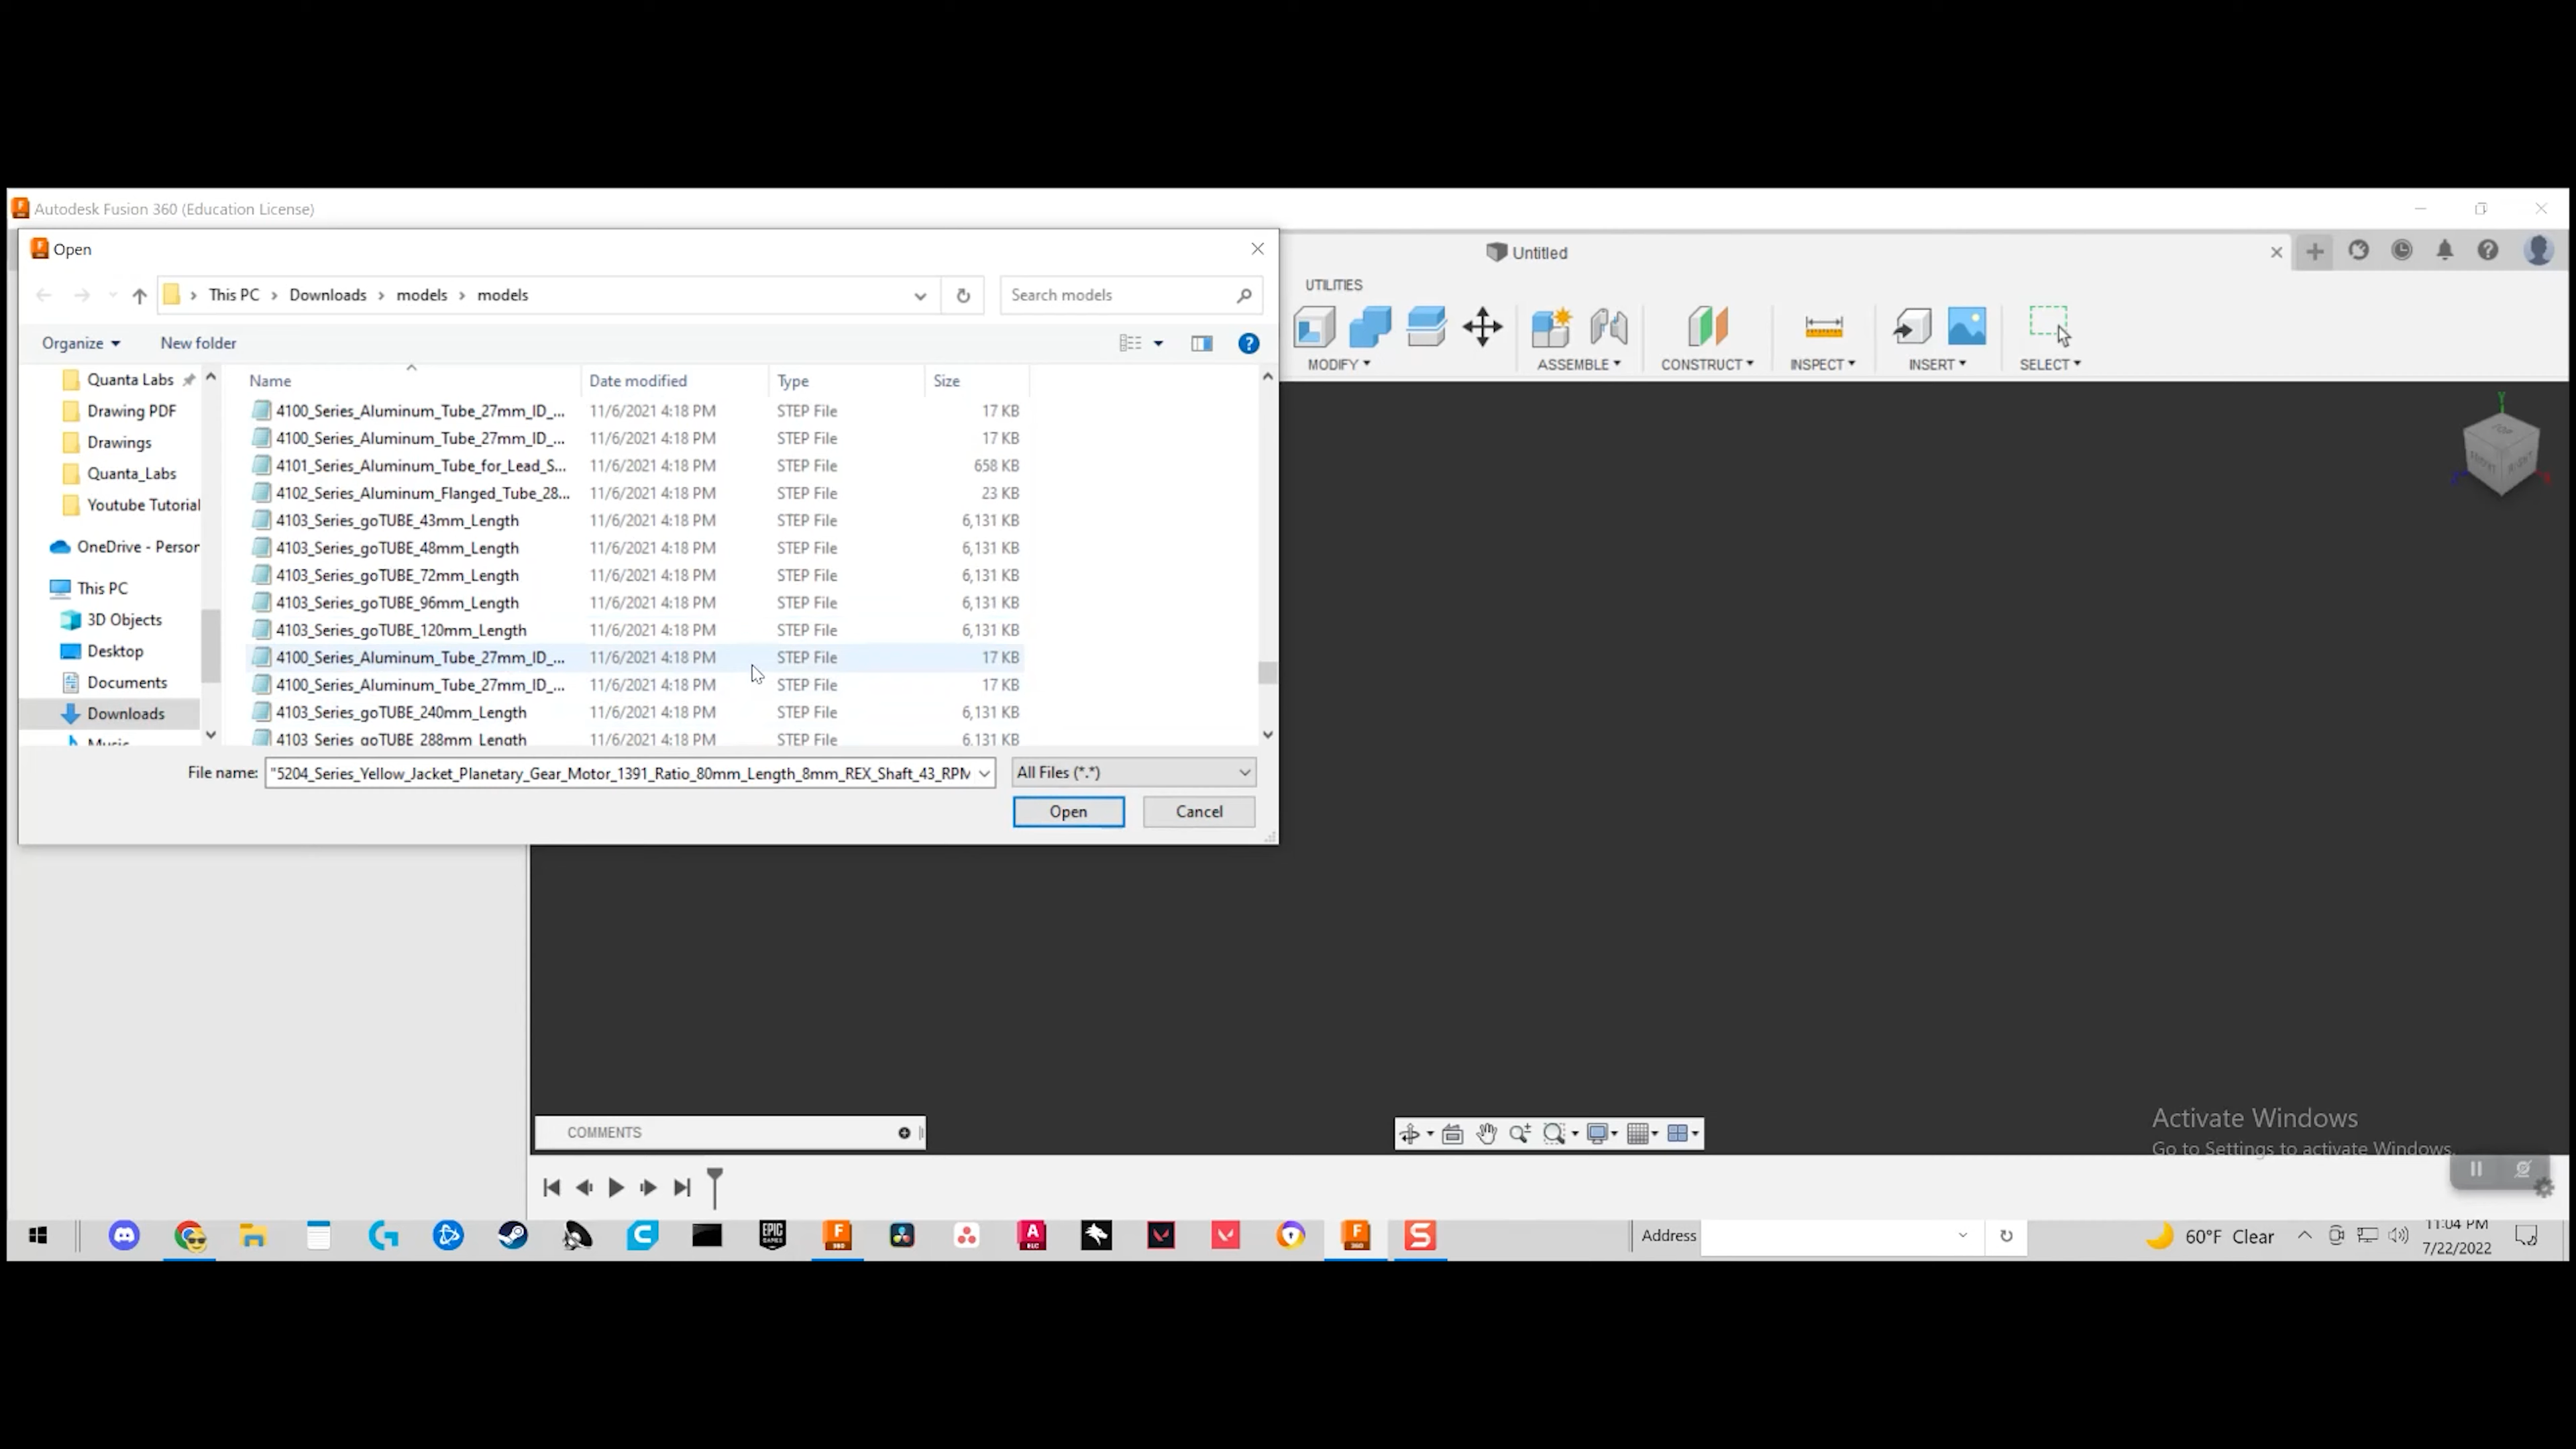 Autodesk Fusion 360 (Education License)
Open
Untitled
This PC > Downloads > models > models
Search models
UTILITIES
Organize
New folder
MODIFY
ASSEMBLE
CONSTRUCT
INSPECT
INSERT
SELECT
Name
Date modified
Type
Size
Quanta Labs
Drawing PDF
Drawings
Quanta_Labs
Youtube Tutorial
OneDrive - Person
This PC
3D Objects
Desktop
Documents
Downloads
Music
4100_Series_Aluminum_Tube_27mm_ID_... 11/6/2021 4:18 PM STEP File 17 KB
4100_Series_Aluminum_Tube_27mm_ID_... 11/6/2021 4:18 PM STEP File 17 KB
4101_Series_Aluminum_Tube_for_Lead_S... 11/6/2021 4:18 PM STEP File 658 KB
4102_Series_Aluminum_Flanged_Tube_28... 11/6/2021 4:18 PM STEP File 23 KB
4103_Series_goTUBE_43mm_Length 11/6/2021 4:18 PM STEP File 6,131 KB
4103_Series_goTUBE_48mm_Length 11/6/2021 4:18 PM STEP File 6,131 KB
4103_Series_goTUBE_72mm_Length 11/6/2021 4:18 PM STEP File 6,131 KB
4103_Series_goTUBE_96mm_Length 11/6/2021 4:18 PM STEP File 6,131 KB
4103_Series_goTUBE_120mm_Length 11/6/2021 4:18 PM STEP File 6,131 KB
4100_Series_Aluminum_Tube_27mm_ID_... 11/6/2021 4:18 PM STEP File 17 KB
4100_Series_Aluminum_Tube_27mm_ID_... 11/6/2021 4:18 PM STEP File 17 KB
4103_Series_goTUBE_240mm_Length 11/6/2021 4:18 PM STEP File 6,131 KB
4103_Series_goTUBE_288mm_Length 11/6/2021 4:18 PM STEP File 6,131 KB
File name: "5204_Series_Yellow_Jacket_Planetary_Gear_Motor_1391_Ratio_80mm_Length_8mm_REX_Shaft_43_RPM
All Files (*.*)
Open
Cancel
COMMENTS
Activate Windows
Go to Settings to activate Windows.
Address
60°F Clear
11:04 PM
7/22/2022